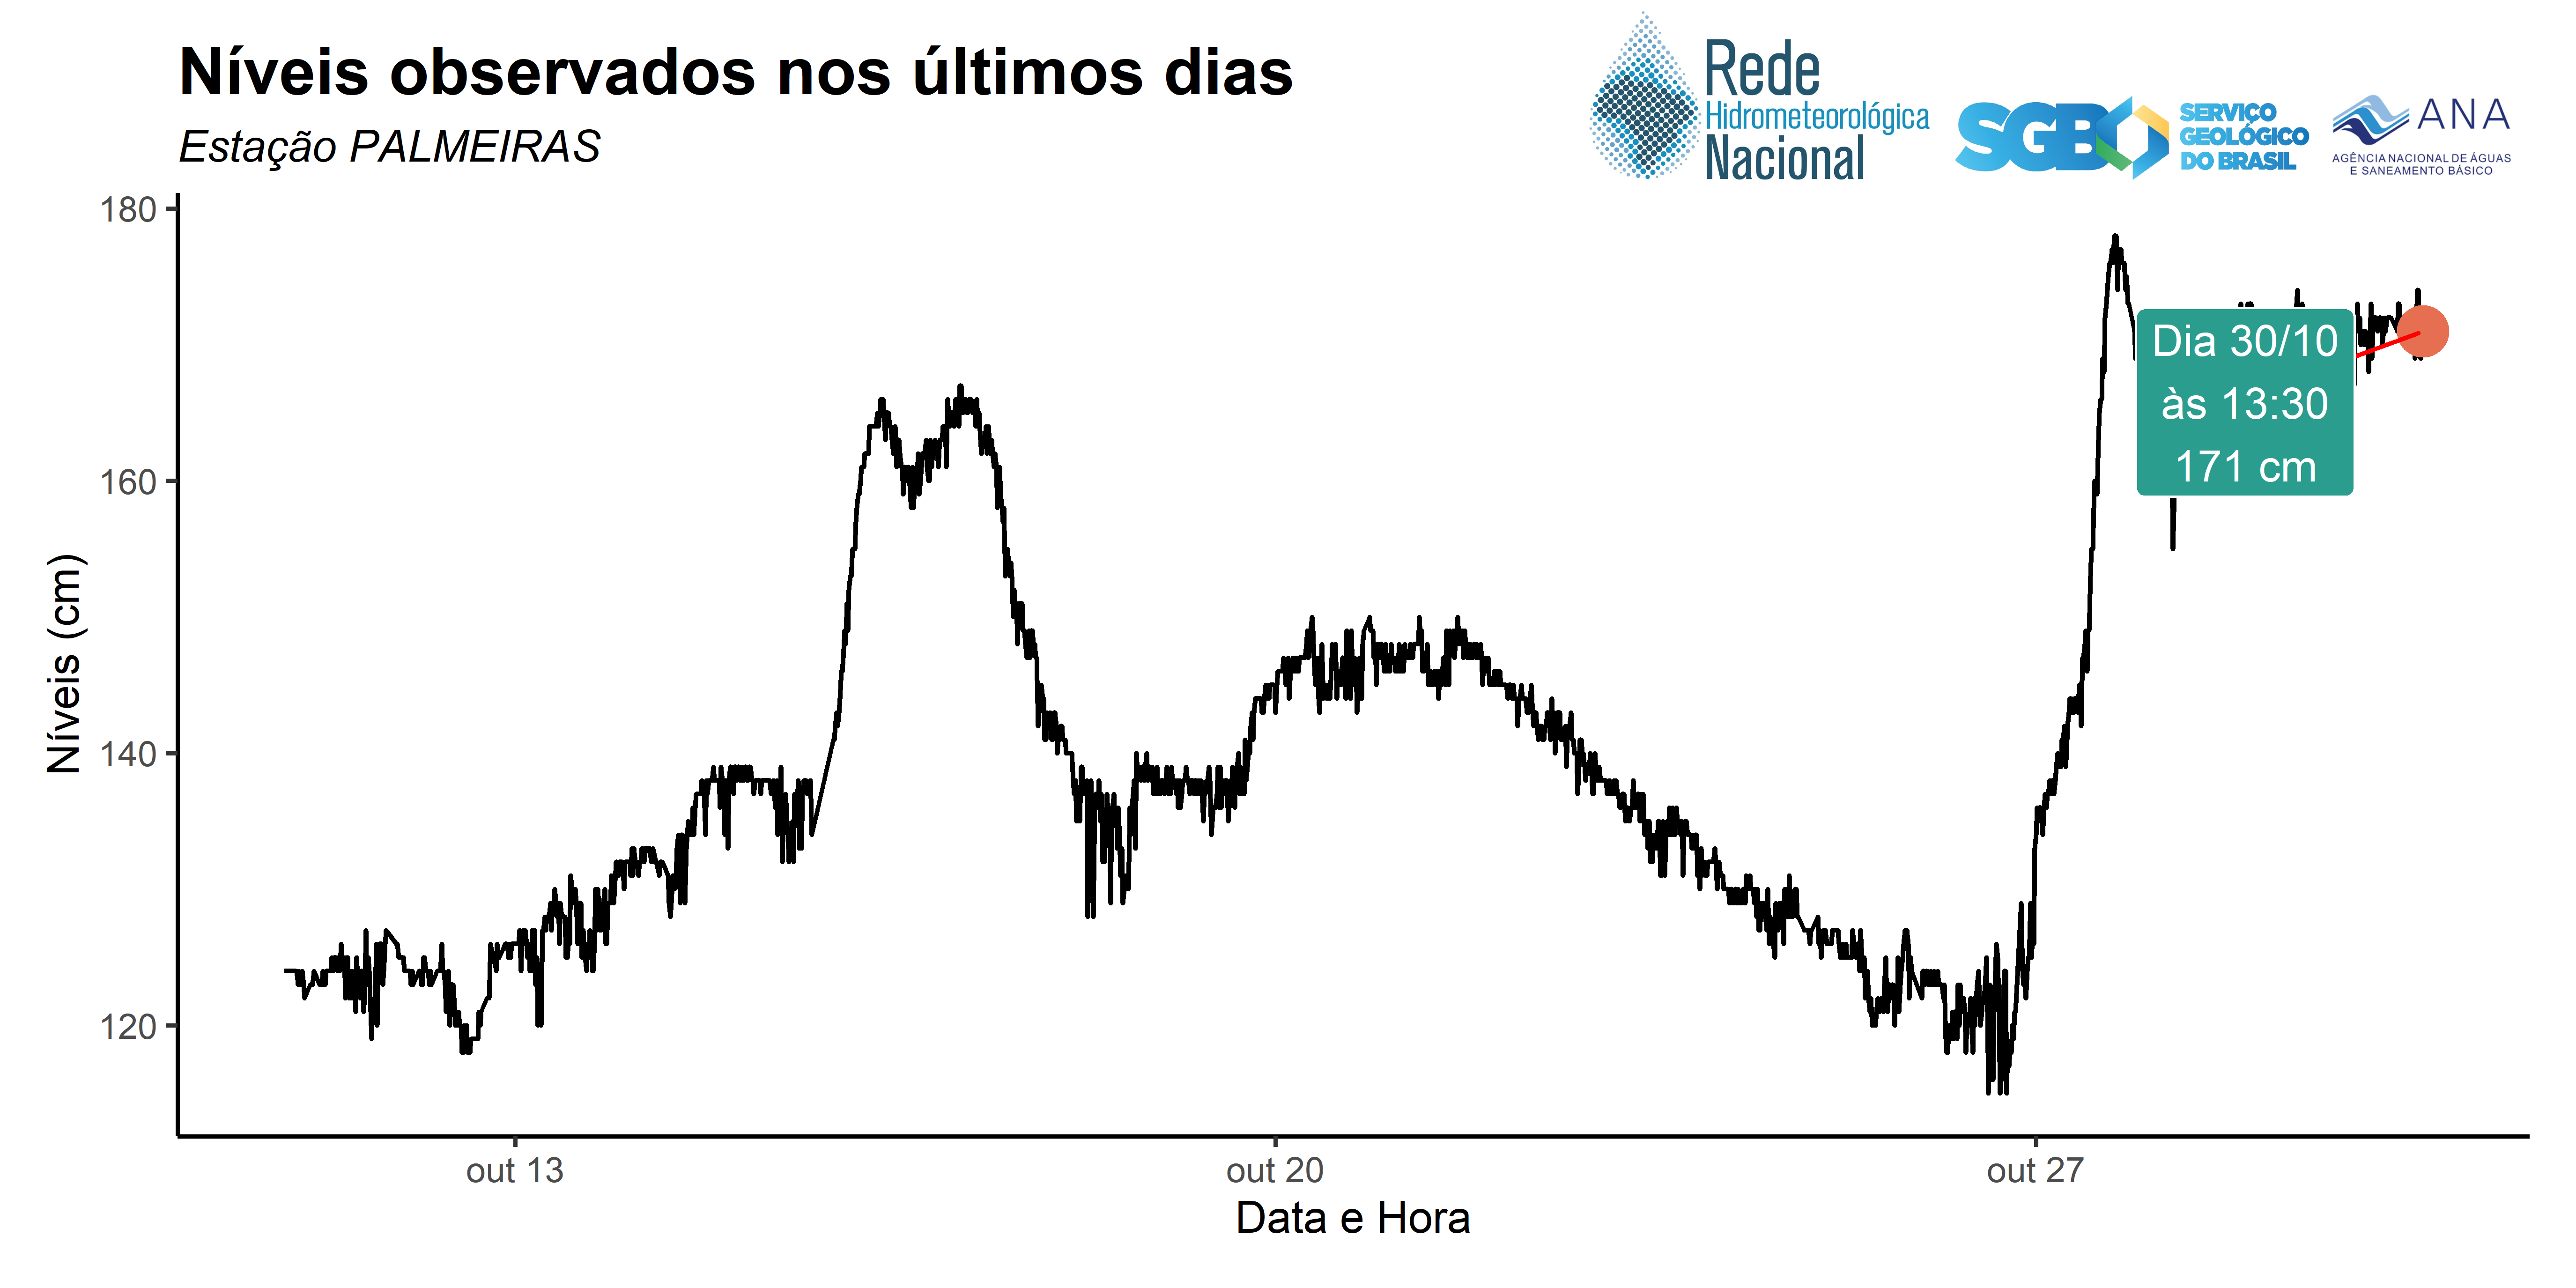 Níveis observados nos últimos dias
Estação PALMEIRAS
Rede
Hidrometeorológica
Nacional
SGB
SERVIÇO
GEOLÓGICO
DO BRASIL
ANA
AGÊNCIA NACIONAL DE ÁGUAS
E SANEAMENTO BÁSICO
Níveis (cm)
180
160
140
120
Dia 30/10
às 13:30
171 cm
out 13
out 20
out 27
Data e Hora